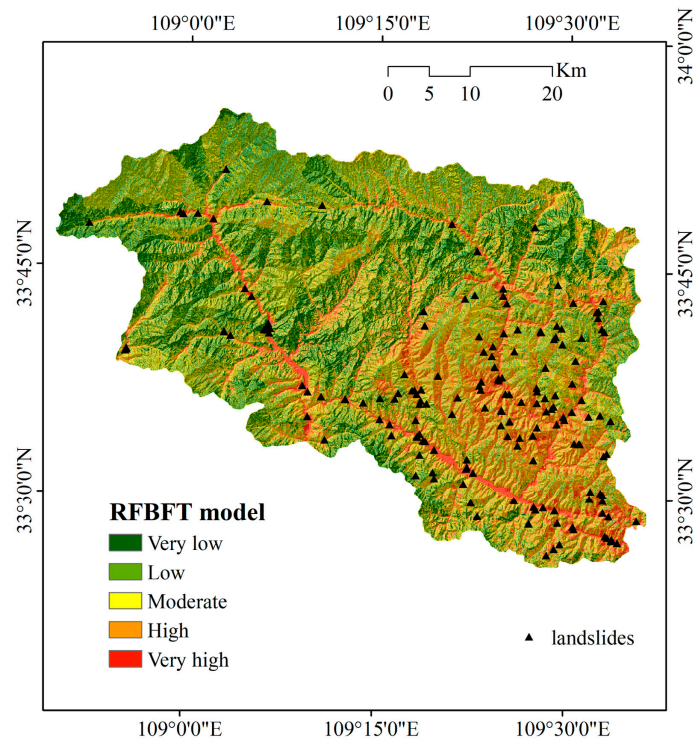 109°0'0"E 109°15'0"E 109°30'0"E
34°0'0"N
Km
0 5 10 20
33°45'0"N
33°45'0"N
33°30'0"N
33°30'0"N
RFBFT model
Very low
Low
Moderate
High
Very high
landslides
109°0'0"E 109°15'0"E 109°30'0"E